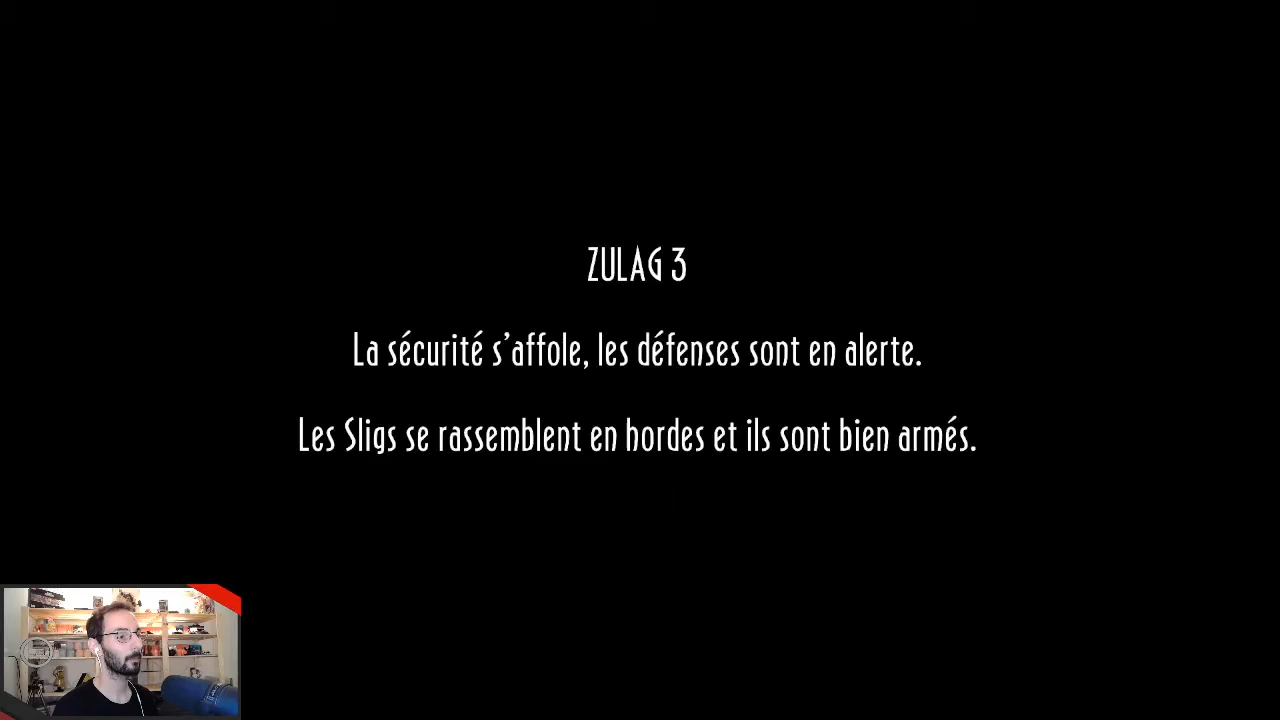 ZULAG 3
La sécurité s'affole, les défenses sont en alerte.
Les Sligs se rassemblent en hordes et ils sont bien armés.